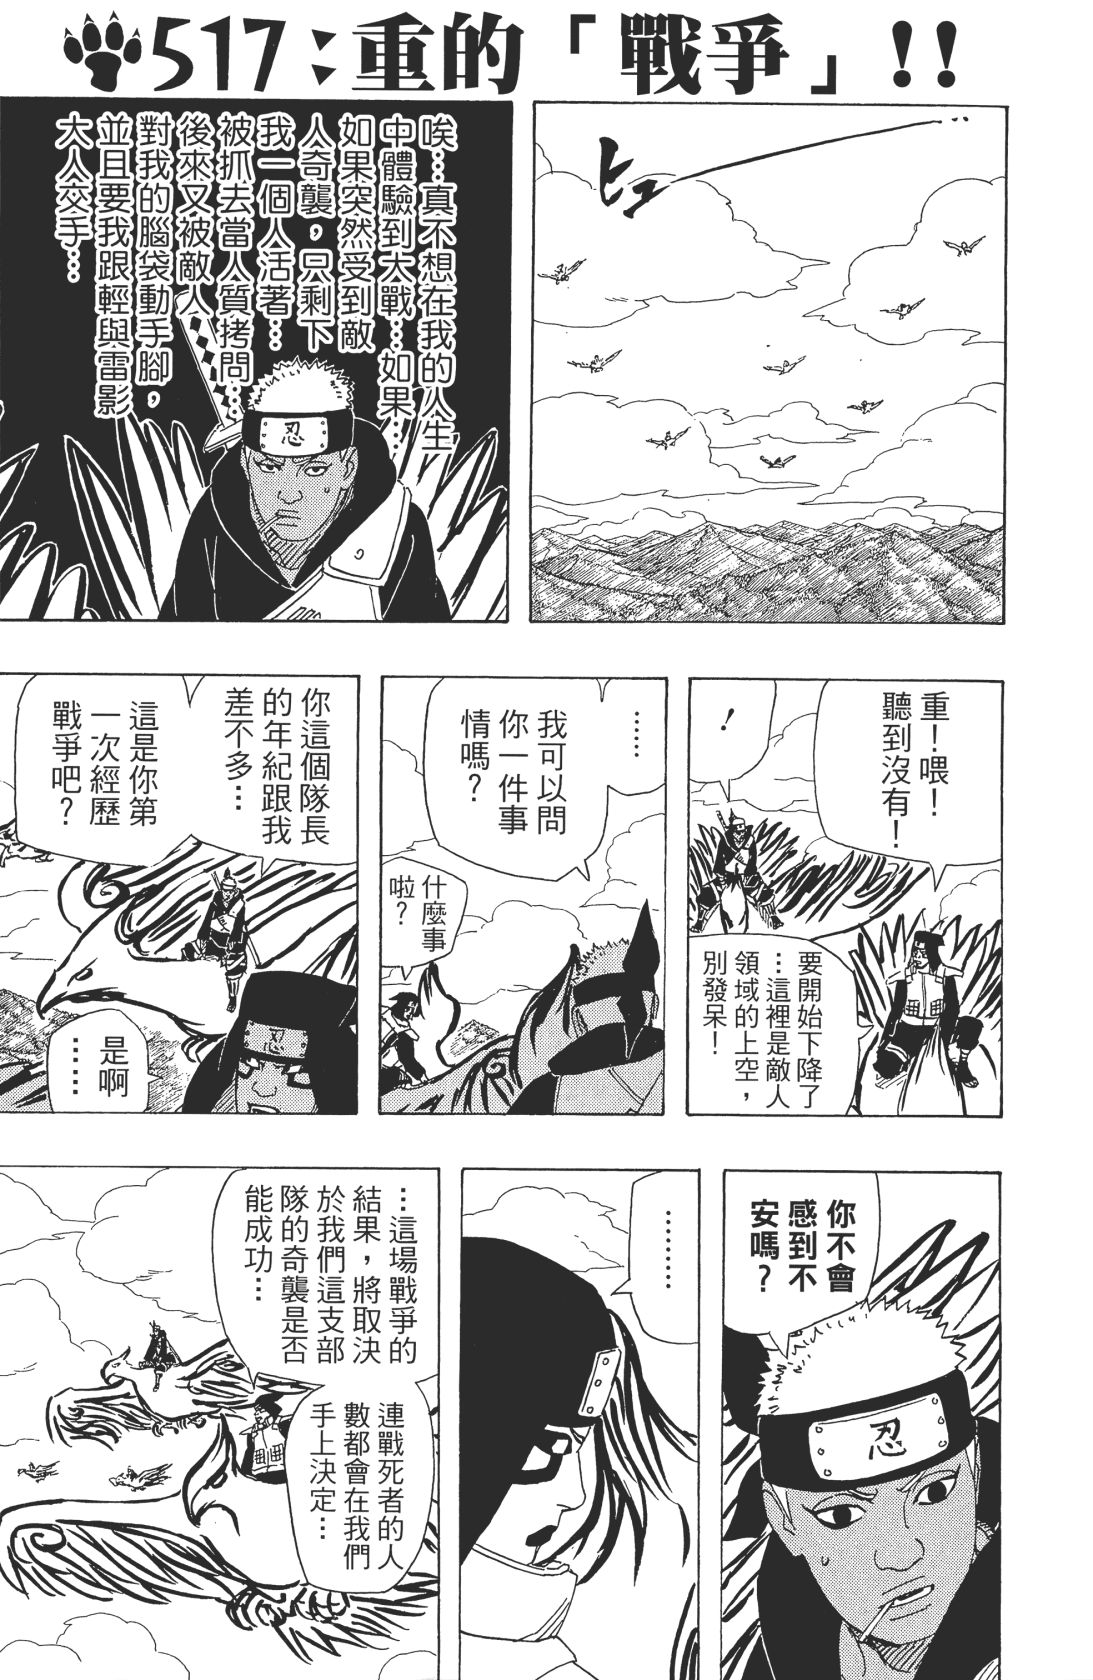 517：重的「戰爭」!!
ヒュ
唉⋯真不想在我的人生
中體驗到大戰⋯如果⋯
如果突然受到敵
人奇襲，只剩下
我一個人活著⋯
被抓去當人質拷問⋯
後來又被敵人
對我的腦袋動手腳，
並且要我跟輕與雷影
大人交手⋯
重！喂！
聽到沒有！
！
要開始下降了
⋯這裡是敵人
領域的上空，
別發呆！
⋯⋯
我可以問
你一件事
情嗎？
什麼事
啦？
你這個隊長
的年紀跟我
差不多⋯
這是你第
一次經歷
戰爭吧？
是啊
⋯⋯
你不會
感到不
安嗎？
⋯⋯⋯
⋯這場戰爭的
結果，將取決
於我們這支部
隊的奇襲是否
能成功⋯
連戰死者的人
數都會在我們
手上決定⋯
忍